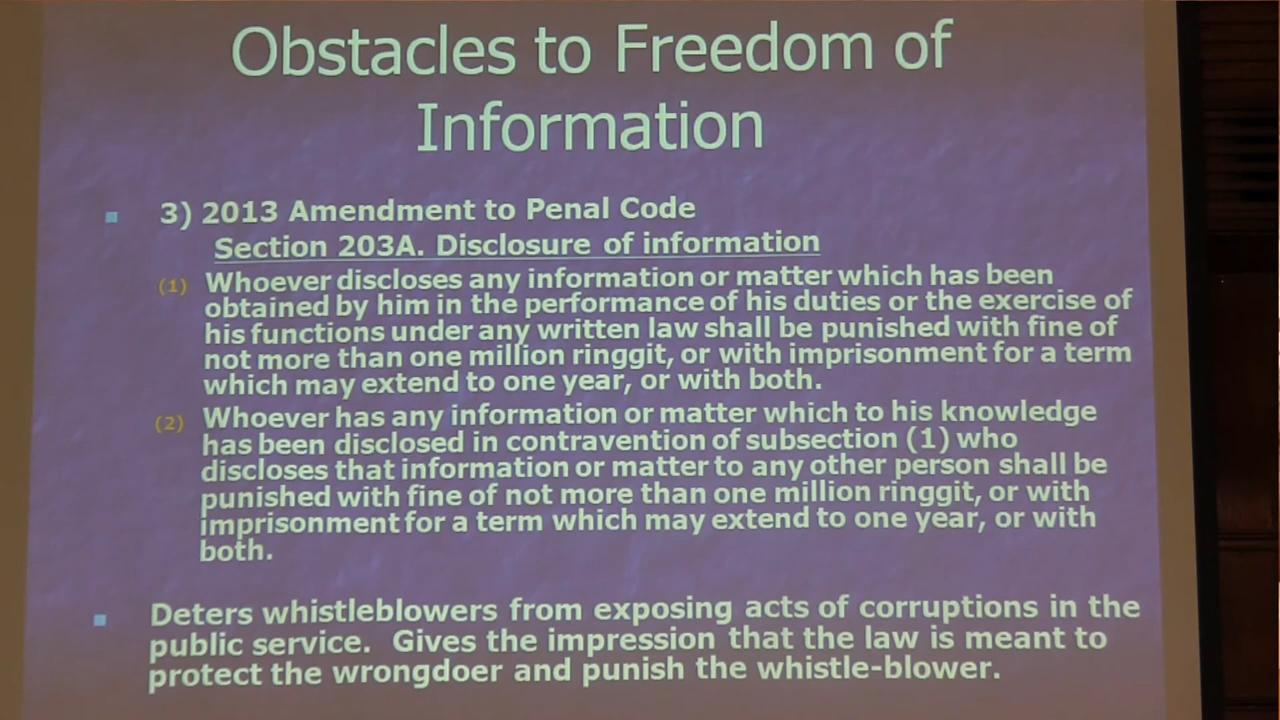 Obstacles to Freedom of
Information
3) 2013 Amendment to Penal Code
Section 203A. Disclosure of information
(1) Whoever discloses any information or matter which has been
obtained by him in the performance of his duties or the exercise of
his functions under any written law shall be punished with fine of
not more than one million ringgit, or with imprisonment for a term
which may extend to one year, or with both.
(2) Whoever has any information or matter which to his knowledge
has been disclosed in contravention of subsection (1) who
discloses that information or matter to any other person shall be
punished with fine of not more than one million ringgit, or with
imprisonment for a term which may extend to one year, or with
both.
Deters whistleblowers from exposing acts of corruptions in the
public service. Gives the impression that the law is meant to
protect the wrongdoer and punish the whistle-blower.